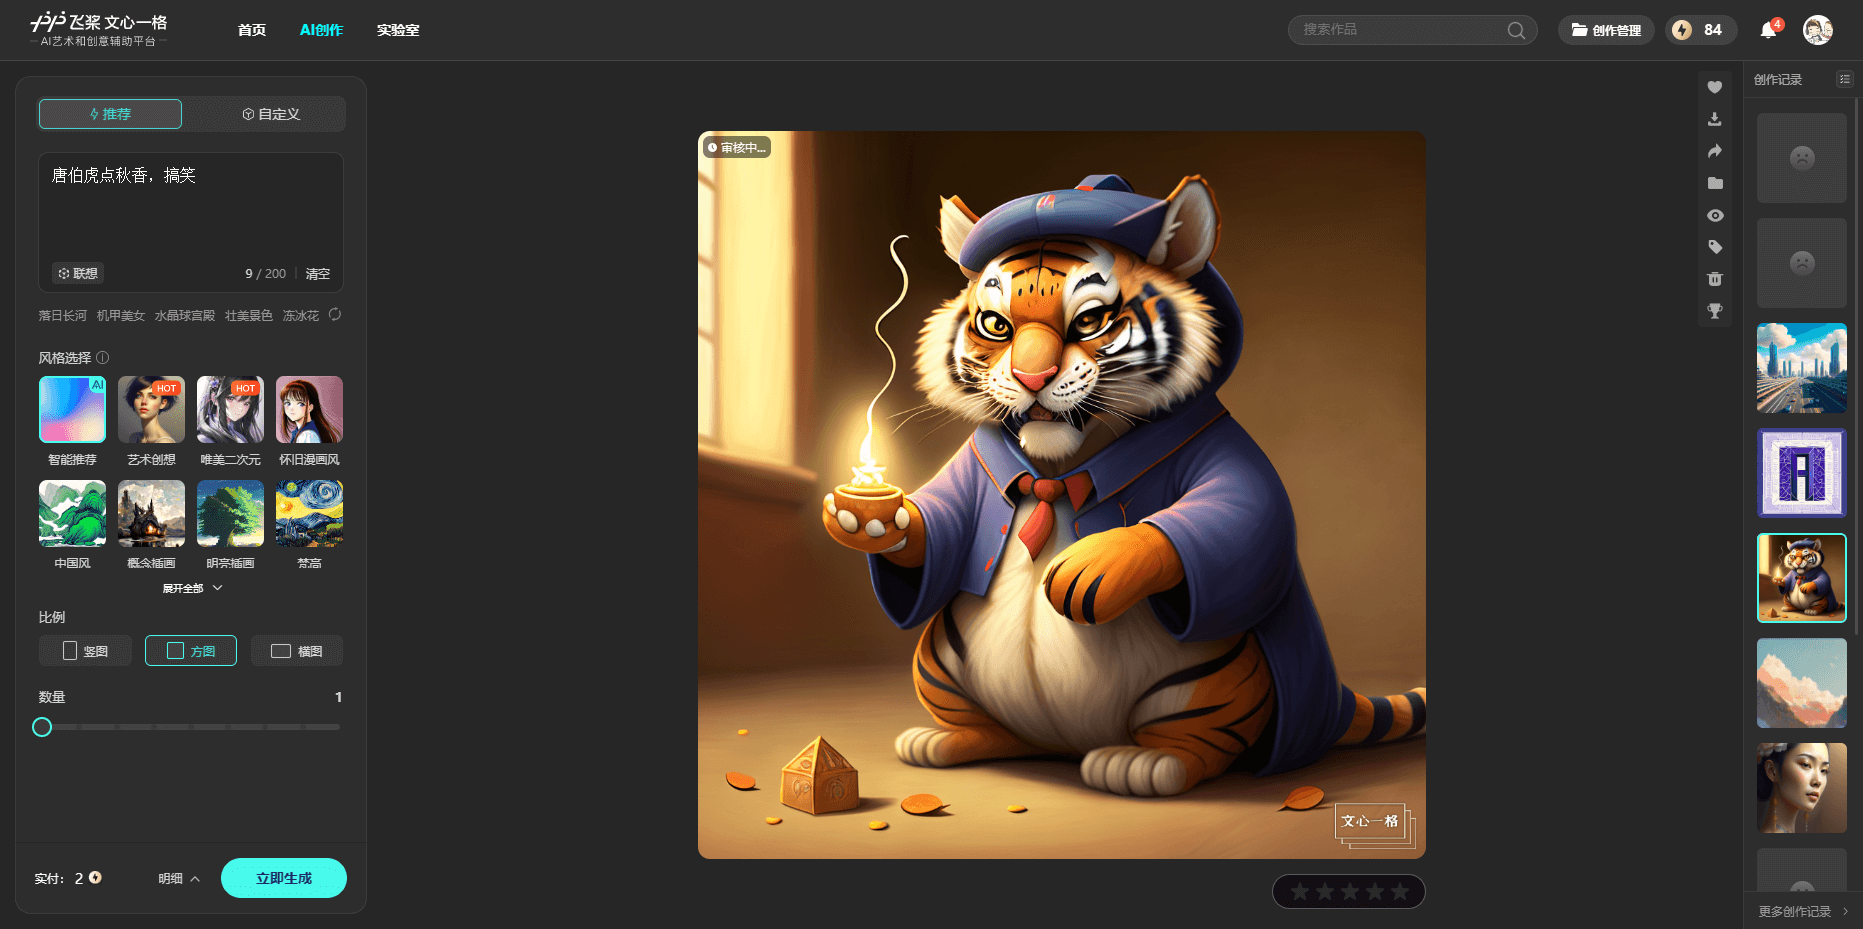 飞桨 文心一格
AI艺术和创意辅助平台
首页
AI创作
实验室
搜索作品
创作管理
84
4
推荐
自定义
唐伯虎点秋香，搞笑
联想
9 / 200
清空
落日长河 机甲美女 水晶球宫殿 壮美景色 冻冰花
风格选择
AI
HOT
HOT
智能推荐 艺术创想 唯美二次元 怀旧漫画风
中国风 概念插画 明亮插画 梵高
展开全部
比例
竖图
方图
横图
数量
1
实付： 2
明细
立即生成
审核中...
文心一格
创作记录
更多创作记录